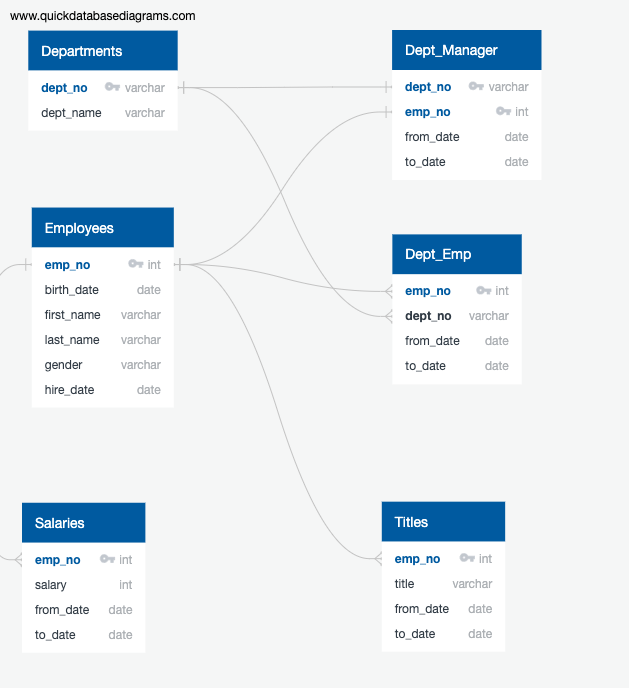 www.quickdatabasediagrams.com
Departments
dept_no varchar
dept_name varchar
Dept_Manager
dept_no varchar
emp_no int
from_date date
to_date date
Employees
emp_no int
birth_date date
first_name varchar
last_name varchar
gender varchar
hire_date date
Dept_Emp
emp_no int
dept_no varchar
from_date date
to_date date
Salaries
emp_no int
salary int
from_date date
to_date date
Titles
emp_no int
title varchar
from_date date
to_date date